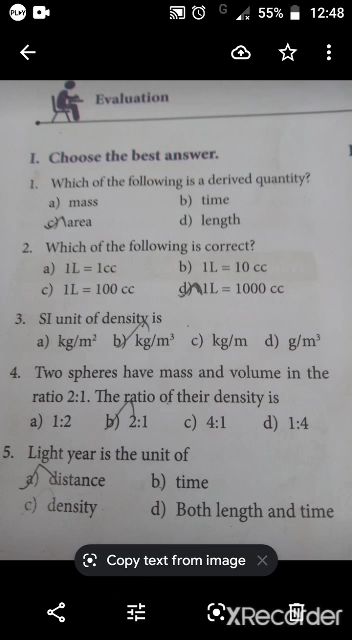 PLAY G 55% 12:48
Evaluation
I. Choose the best answer.
1. Which of the following is a derived quantity?
a) mass b) time
c) area d) length
2. Which of the following is correct?
a) 1L = 1cc b) 1L = 10 cc
c) 1L = 100 cc d) 1L = 1000 cc
3. SI unit of density is
a) kg/m² b) kg/m³ c) kg/m d) g/m³
4. Two spheres have mass and volume in the
ratio 2:1. The ratio of their density is
a) 1:2 b) 2:1 c) 4:1 d) 1:4
5. Light year is the unit of
a) distance b) time
c) density d) Both length and time
Copy text from image
XRecorder